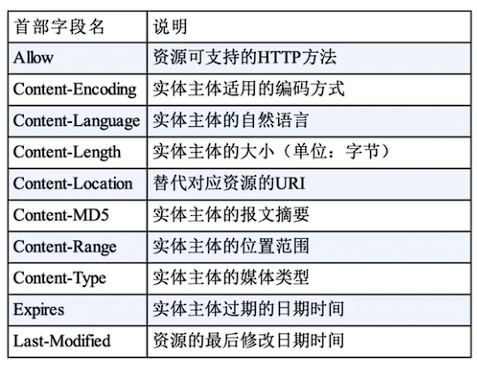 首部字段名 说明
Allow 资源可支持的HTTP方法
Content-Encoding 实体主体适用的编码方式
Content-Language 实体主体的自然语言
Content-Length 实体主体的大小（单位：字节）
Content-Location 替代对应资源的URI
Content-MD5 实体主体的报文摘要
Content-Range 实体主体的位置范围
Content-Type 实体主体的媒体类型
Expires 实体主体过期的日期时间
Last-Modified 资源的最后修改日期时间